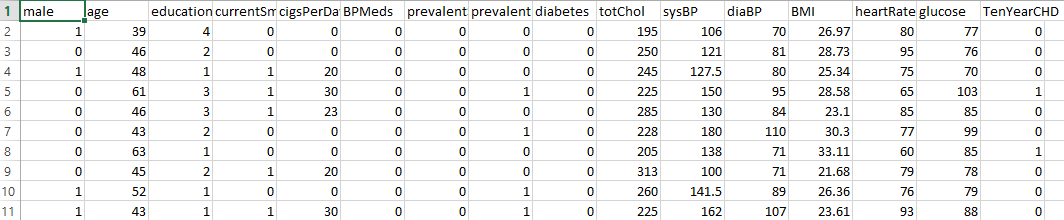 1 male age education currentSm cigsPerDa BPMeds prevalent prevalent diabetes totChol sysBP diaBP BMI heartRate glucose TenYearCHD
2 1 39 4 0 0 0 0 0 0 195 106 70 26.97 80 77 0
3 0 46 2 0 0 0 0 0 0 250 121 81 28.73 95 76 0
4 1 48 1 1 20 0 0 0 0 245 127.5 80 25.34 75 70 0
5 0 61 3 1 30 0 0 1 0 225 150 95 28.58 65 103 1
6 0 46 3 1 23 0 0 0 0 285 130 84 23.1 85 85 0
7 0 43 2 0 0 0 0 1 0 228 180 110 30.3 77 99 0
8 0 63 1 0 0 0 0 0 0 205 138 71 33.11 60 85 1
9 0 45 2 1 20 0 0 0 0 313 100 71 21.68 79 78 0
10 1 52 1 0 0 0 0 1 0 260 141.5 89 26.36 76 79 0
11 1 43 1 1 30 0 0 1 0 225 162 107 23.61 93 88 0